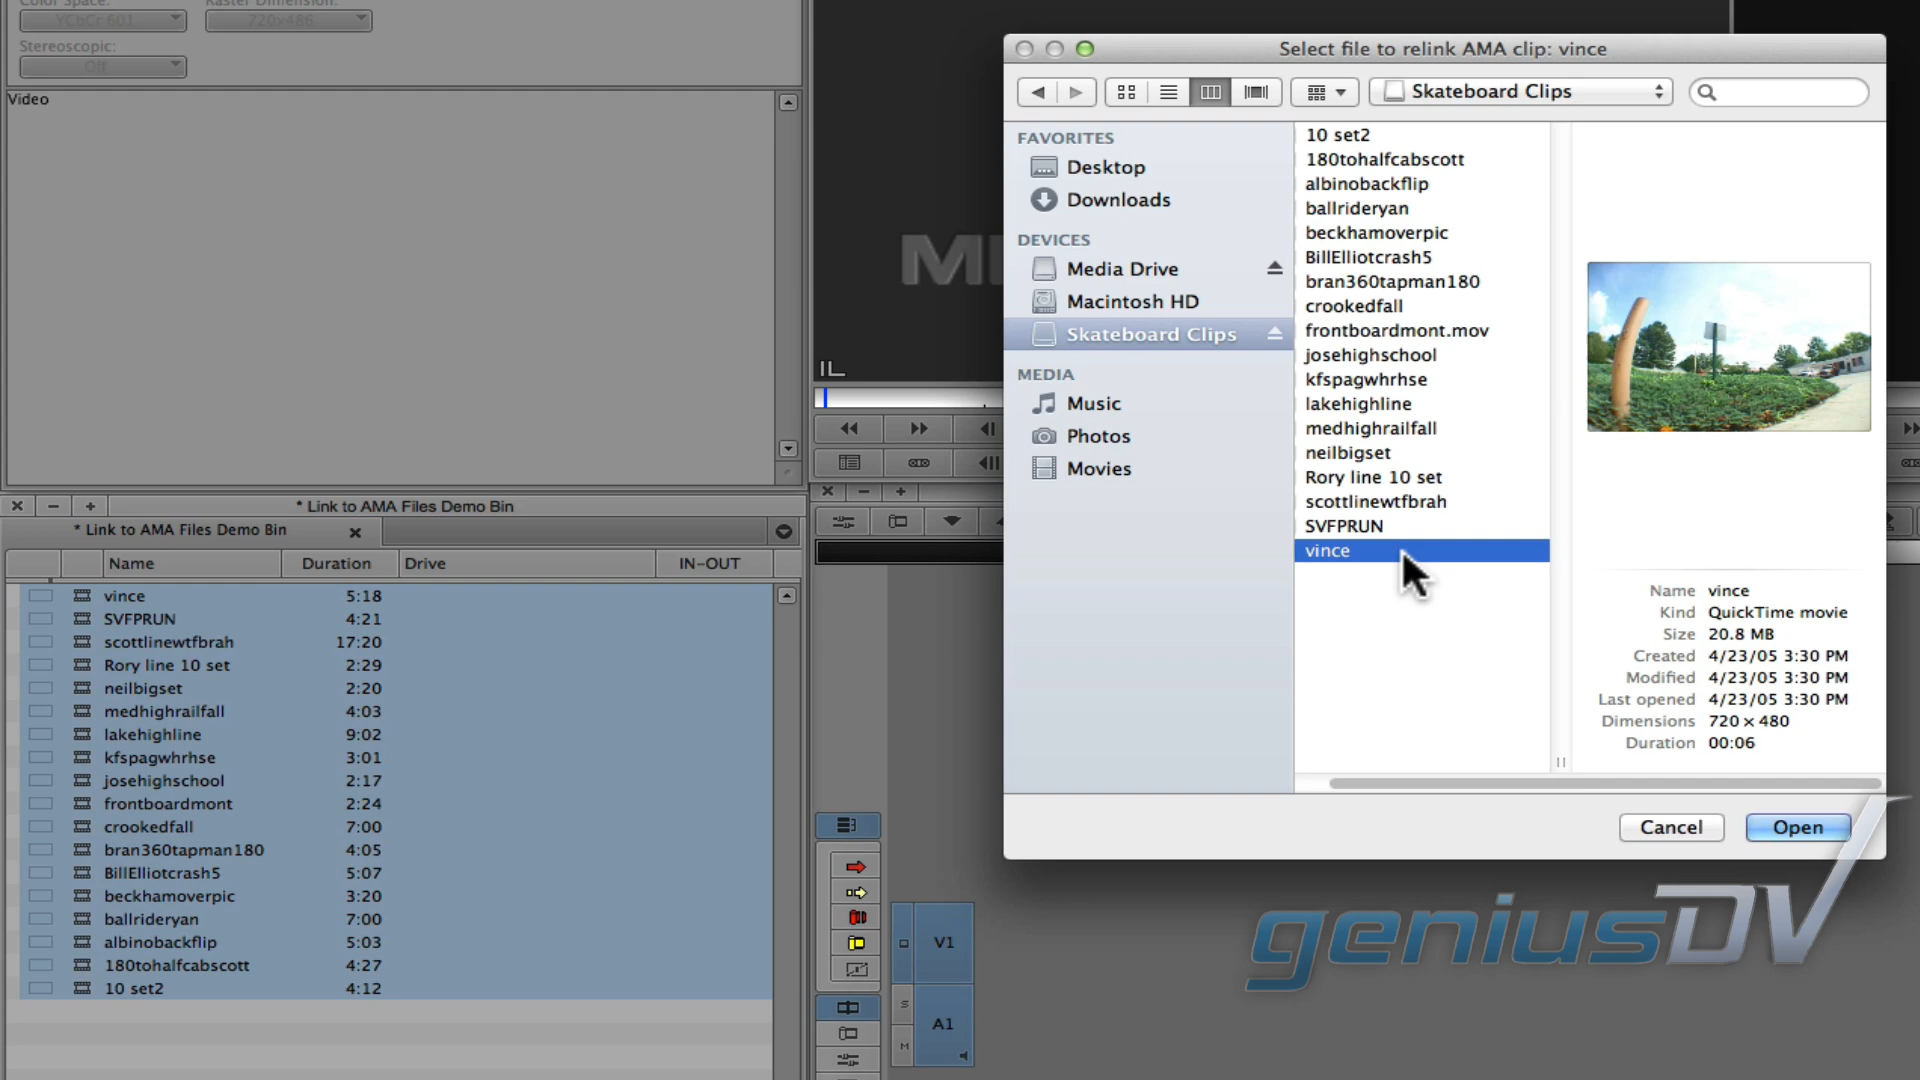 Color Space:
Raster Dimension:
YCbCr 601
720x486
Stereoscopic:
Off
Video
* Link to AMA Files Demo Bin
* Link to AMA Files Demo Bin
Name
Duration
Drive
IN-OUT
vince 5:18
SVFPRUN 4:21
scottlinewtfbrah 17:20
Rory line 10 set 2:29
neilbigset 2:20
medhighrailfall 4:03
lakehighline 9:02
kfspagwhrhse 3:01
josehighschool 2:17
frontboardmont 2:24
crookedfall 7:00
bran360tapman180 4:05
BillElliotcrash5 5:07
beckhamoverpic 3:20
ballrideryan 7:00
albinobackflip 5:03
180tohalfcabscott 4:27
10 set2 4:12
V1
S
A1
M
Select file to relink AMA clip: vince
Skateboard Clips
FAVORITES
Desktop
Downloads
DEVICES
Media Drive
Macintosh HD
Skateboard Clips
MEDIA
Music
Photos
Movies
10 set2
180tohalfcabscott
albinobackflip
ballrideryan
beckhamoverpic
BillElliotcrash5
bran360tapman180
crookedfall
frontboardmont.mov
josehighschool
kfspagwhrhse
lakehighline
medhighrailfall
neilbigset
Rory line 10 set
scottlinewtfbrah
SVFPRUN
vince
Name vince
Kind QuickTime movie
Size 20.8 MB
Created 4/23/05 3:30 PM
Modified 4/23/05 3:30 PM
Last opened 4/23/05 3:30 PM
Dimensions 720 × 480
Duration 00:06
Cancel
Open
geniusDV